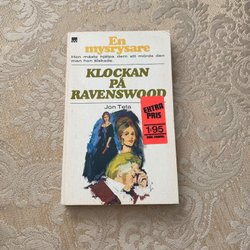 En
mysrysare
Hon måste hjälpa dem att mörda den
man hon älskade.
KLOCKAN
PÅ
RAVENSWOOD
Jon Tela
EXTRA
PRIS
1.95